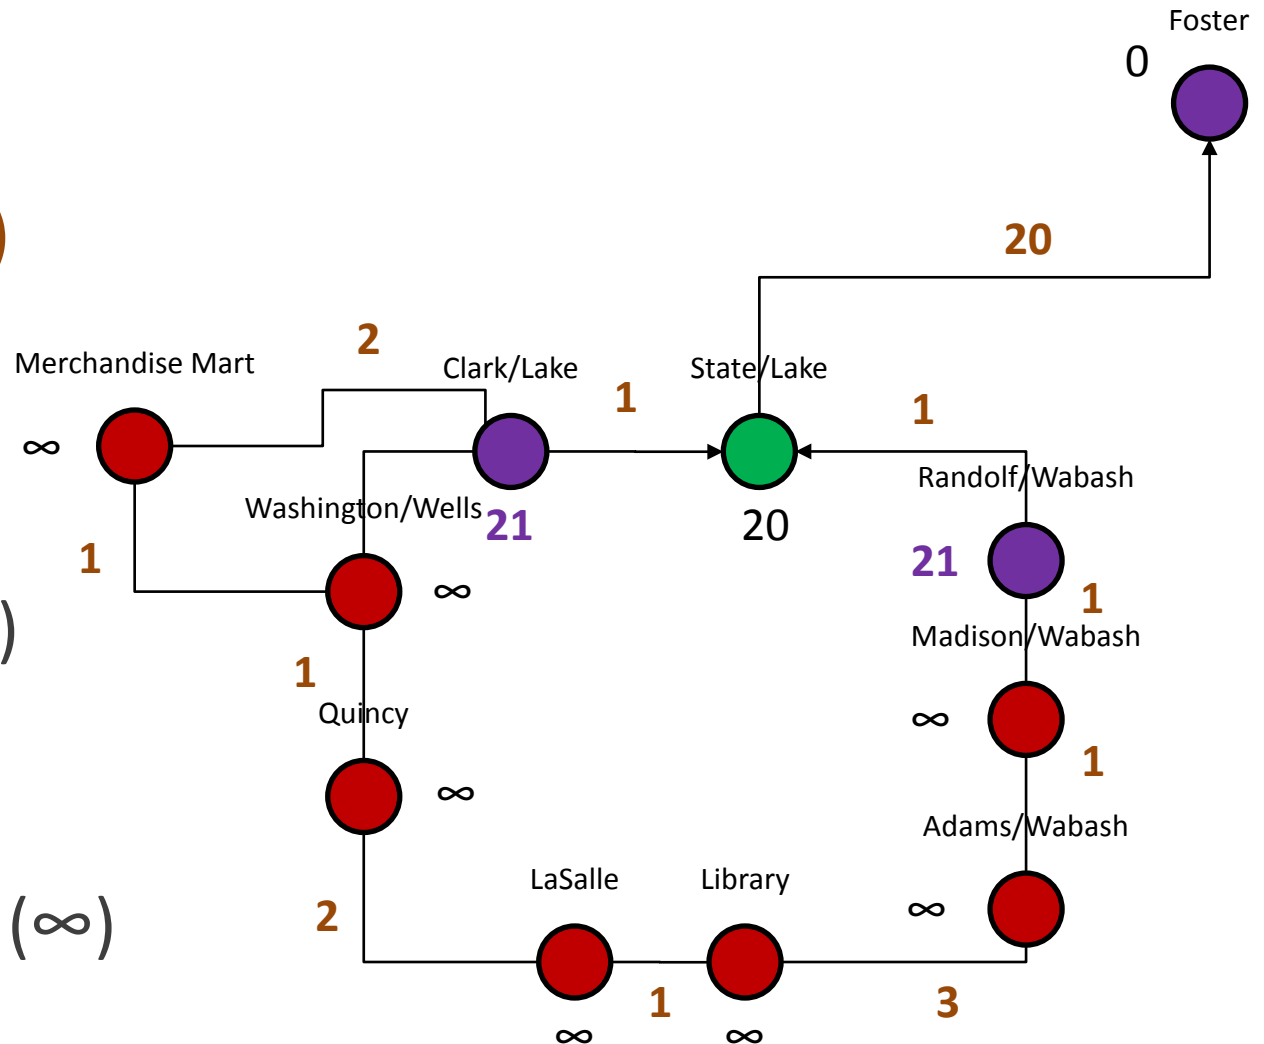 Foster
0
)
20
2
Merchandise Mart
Clark/Lake
State/Lake
1
1
∞
Randolf/Wabash
Washington/Wells
21
20
1
21
∞
1
)
Madison/Wabash
1
Quincy
∞
1
∞
Adams/Wabash
LaSalle
Library
2
(∞)
∞
1
3
∞
∞